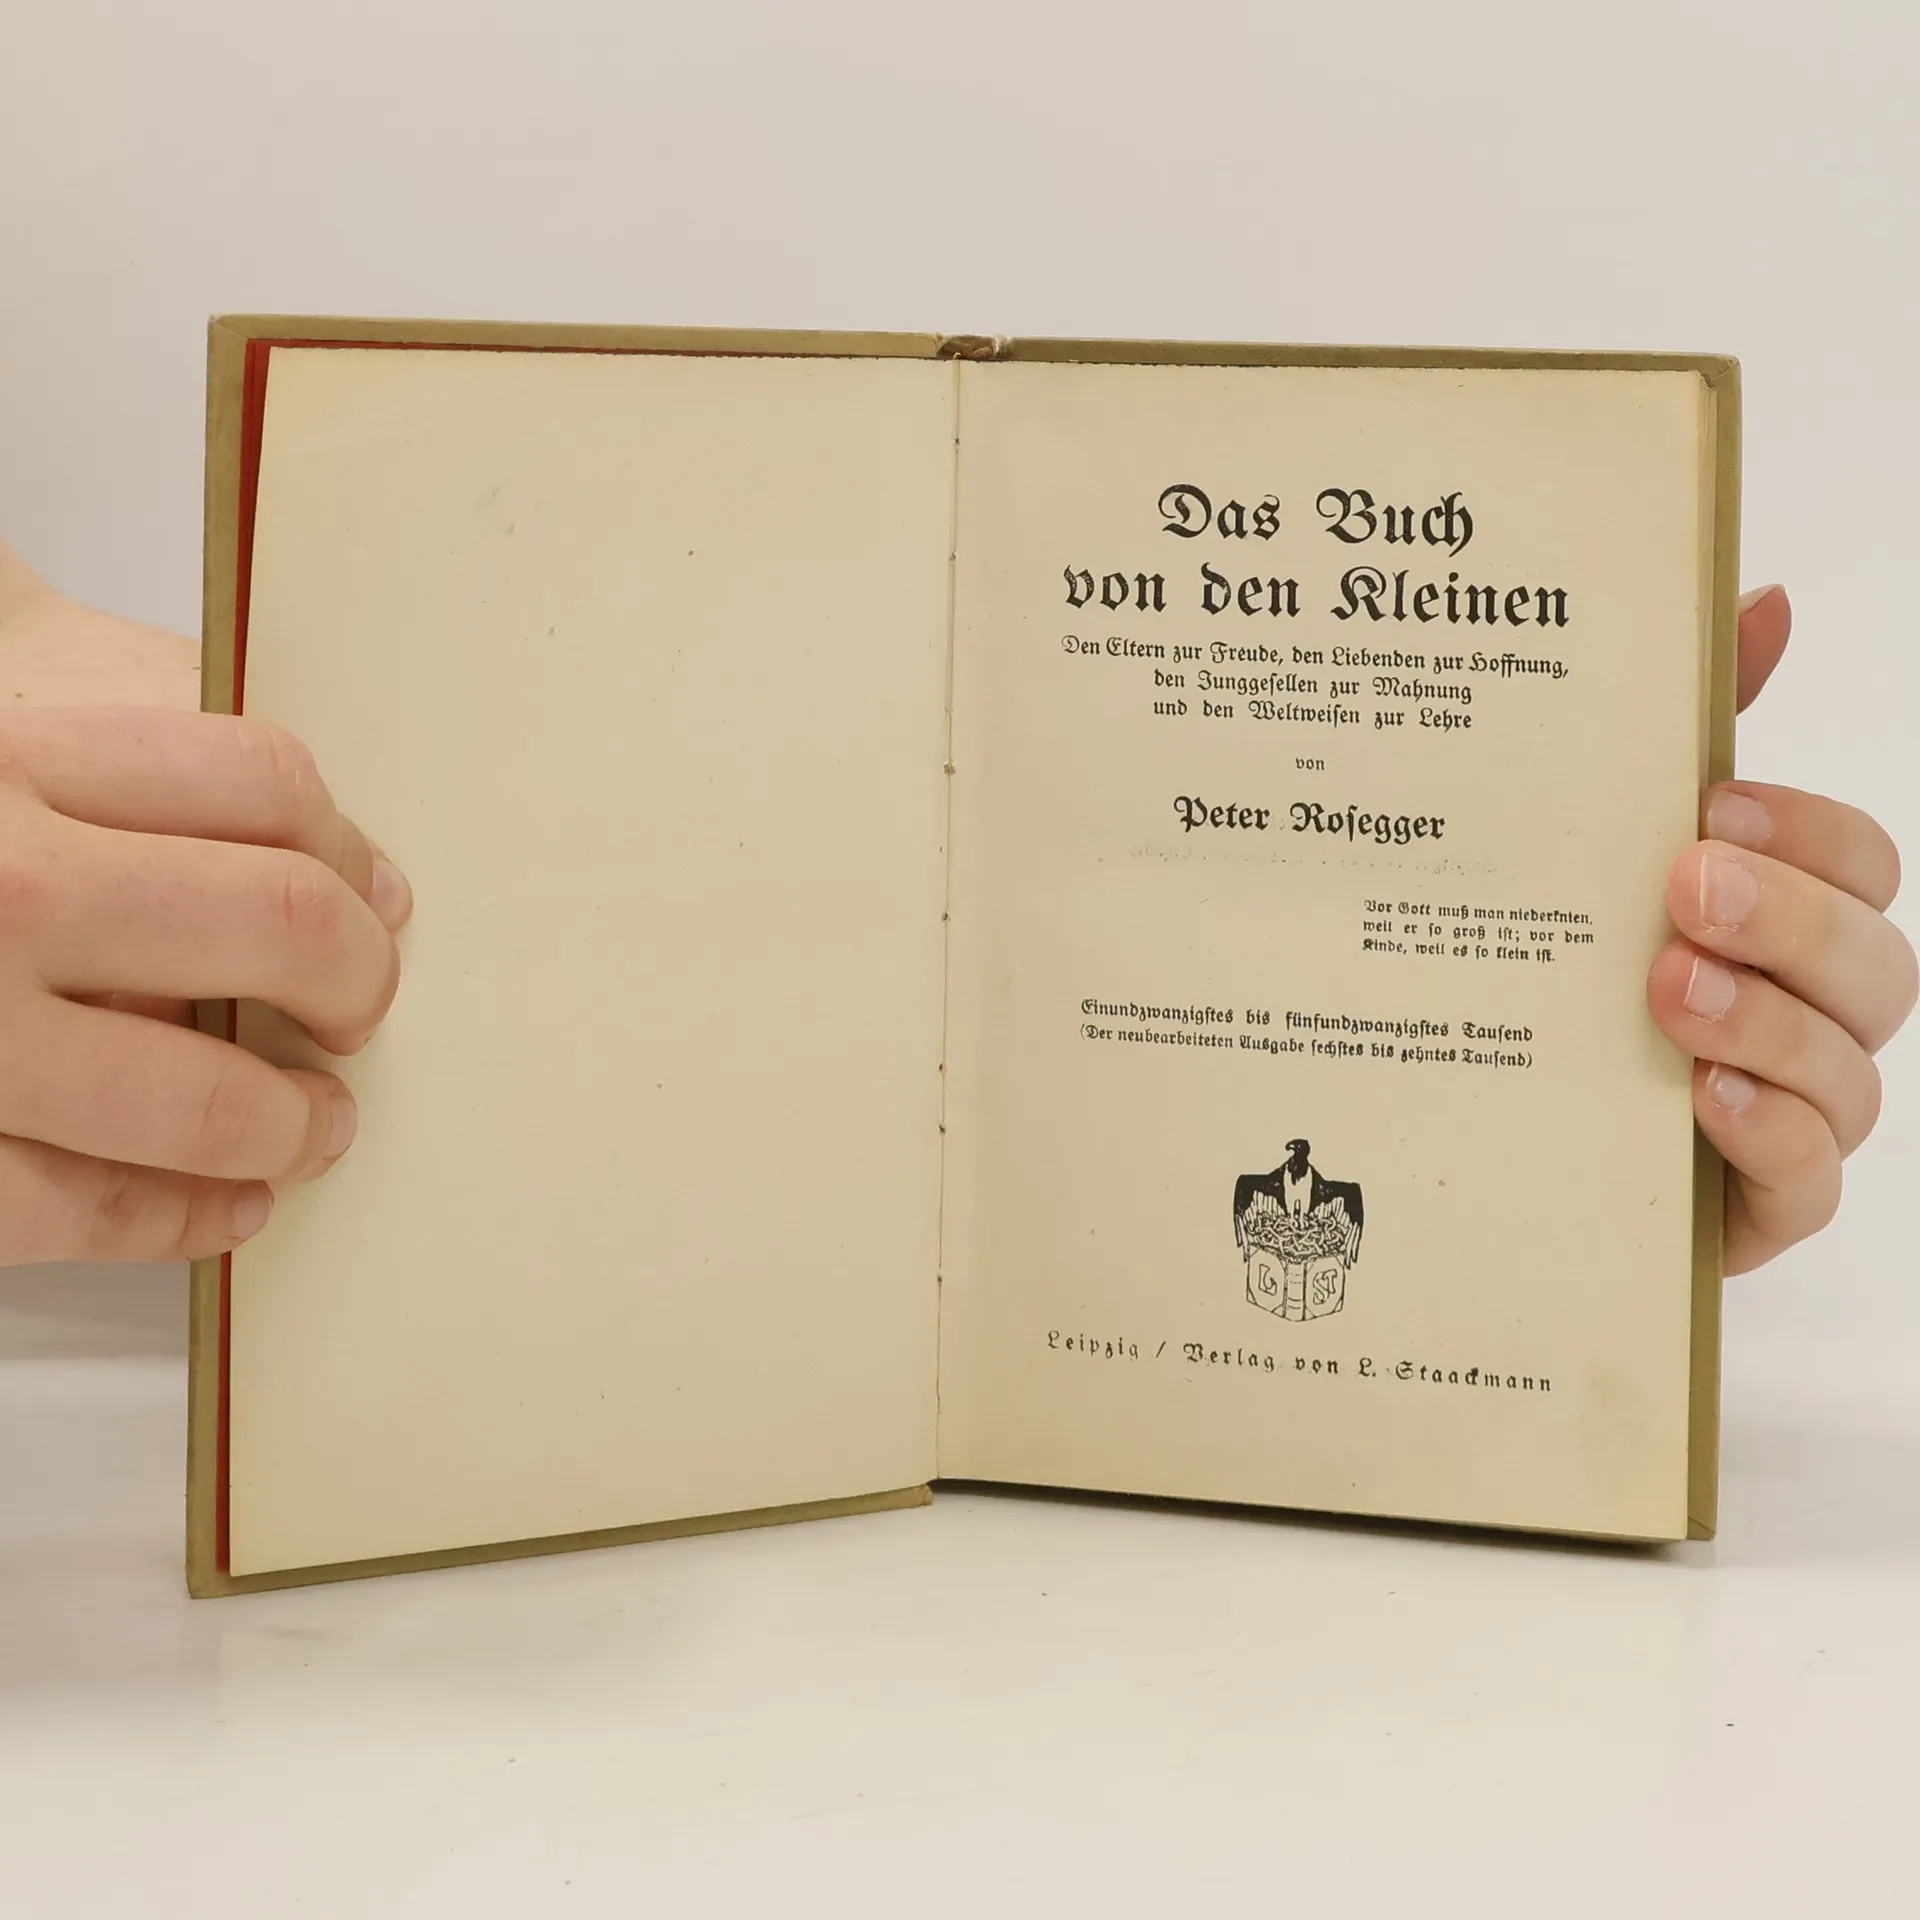 Das Buch
von den Kleinen
Den Eltern zur Freude, den Liebenden zur Hoffnung,
den Junggeſellen zur Mahnung
und den Weltweiſen zur Lehre
von
Peter Roſegger
Vor Gott muß man niederknien,
weil er ſo groß iſt; vor dem
Kinde, weil es ſo klein iſt.
Einundzwanzigſtes bis fünfundzwanzigſtes Tauſend
(Der neubearbeiteten Ausgabe ſechſtes bis zehntes Tauſend)
L ST
Leipzig / Verlag von L. Staackmann